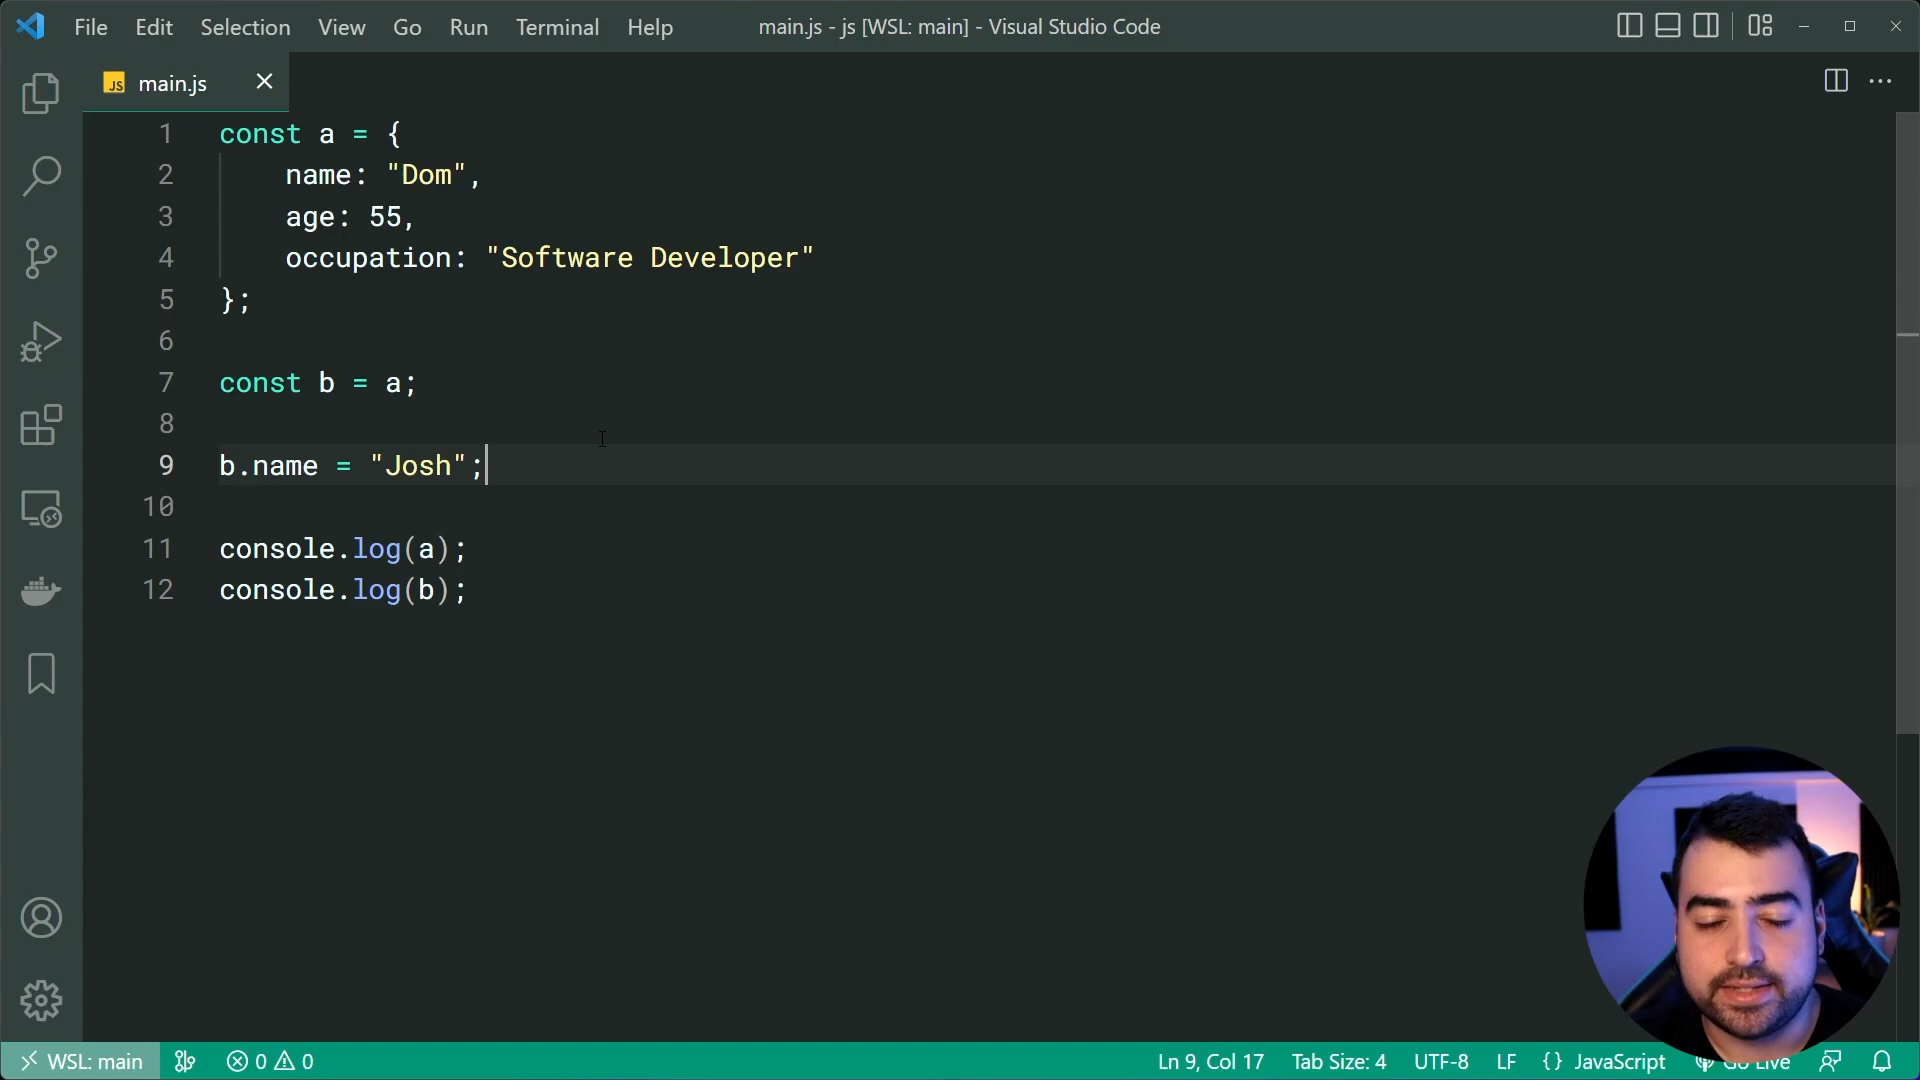 File Edit Selection View Go Run Terminal Help main.js - js [WSL: main] - Visual Studio Code
JS main.js
1 const a = {
2 name: "Dom",
3 age: 55,
4 occupation: "Software Developer"
5 };
6
7 const b = a;
8
9 b.name = "Josh";
10
11 console.log(a);
12 console.log(b);
WSL: main 0 0 Ln 9, Col 17 Tab Size: 4 UTF-8 LF {} JavaScript Go Live